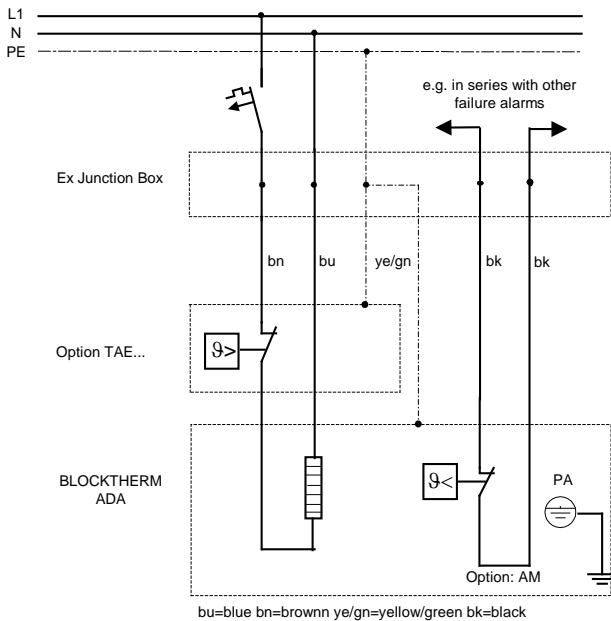 L1
N
PE
e.g. in series with other
failure alarms
Ex Junction Box
bn
bu
ye/gn
bk
bk
Option TAE...
ϑ>
BLOCKTHERM
ADA
ϑ<
PA
Option: AM
bu=blue bn=brownn ye/gn=yellow/green bk=black